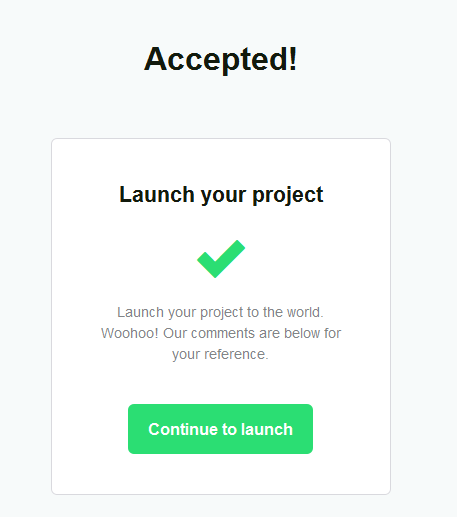 Accepted!
Launch your project
Launch your project to the world.
Woohoo! Our comments are below for
your reference.
Continue to launch